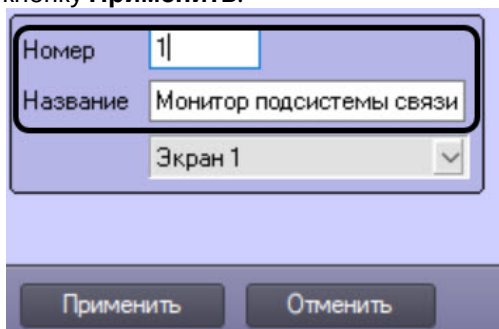 кнопку Применить.
Номер 1
Название Монитор подсистемы связи
Экран 1
Применить Отменить